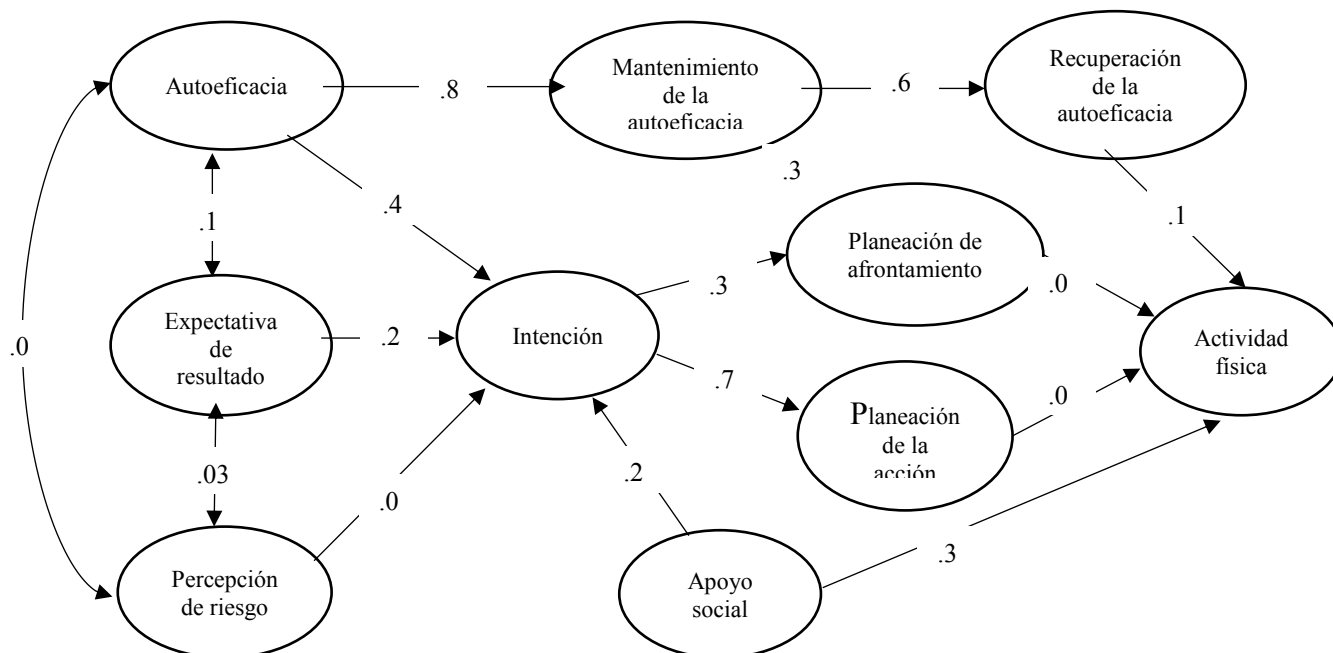 Autoeficacia
.8
Mantenimiento
de la
autoeficacia
.6
Recuperación
de la
autoeficacia
.3
.4
.1
.1
Planeación de
afrontamiento
.0
.3
Expectativa
de
resultado
.2
Intención
Actividad
física
.0
.7
.0
Planeación
de la
acción
.03
.0
.2
.3
Percepción
de riesgo
Apoyo
social